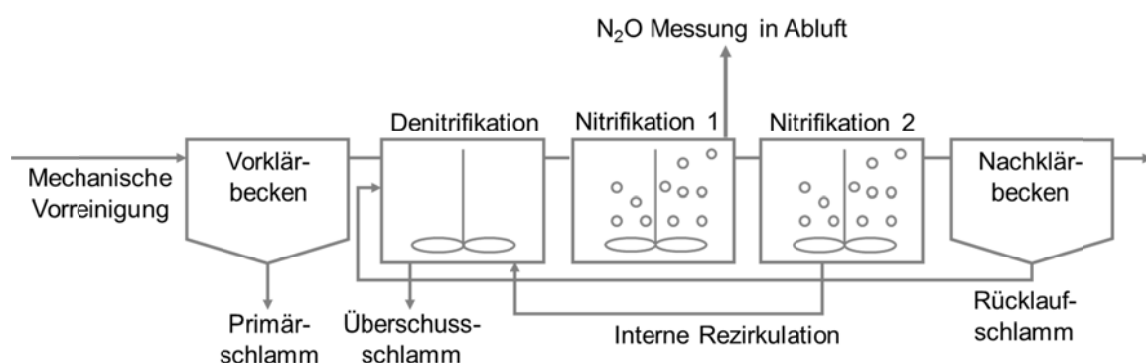 N₂O Messung in Abluft
Denitrifikation
Nitrifikation 1
Nitrifikation 2
Mechanische
Vorreinigung
Vorklär-
becken
Nachklär-
becken
Primär-
schlamm
Überschuss-
schlamm
Interne Rezirkulation
Rücklauf-
schlamm